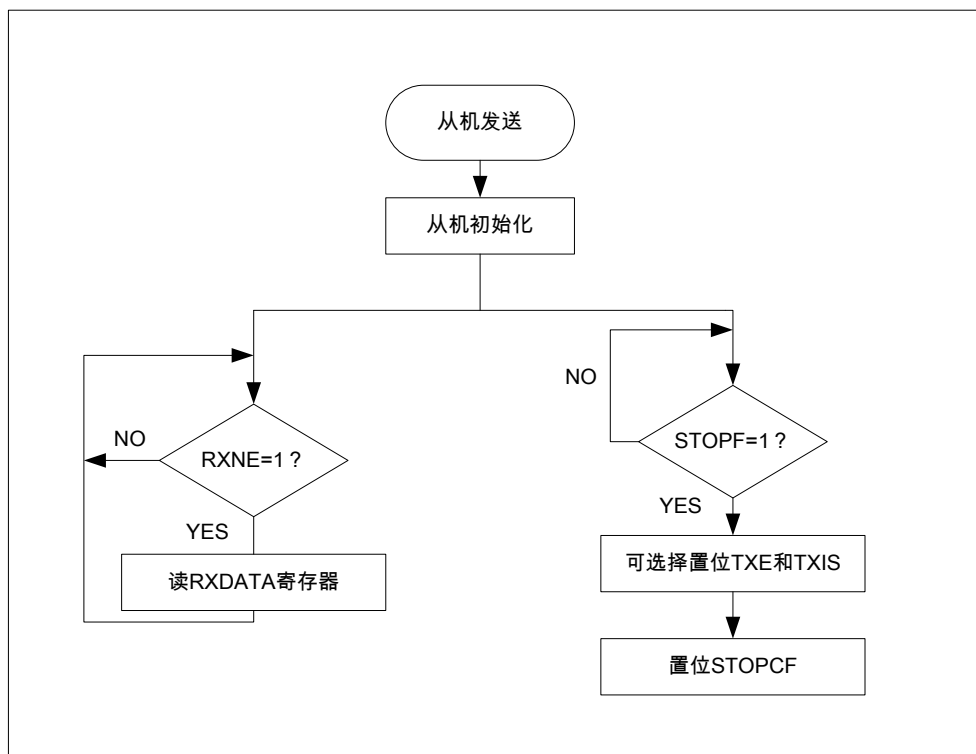 从机发送
从机初始化
NO
RXNE=1？
YES
读RXDATA寄存器
NO
STOPF=1？
YES
可选择置位TXE和TXIS
置位STOPCF